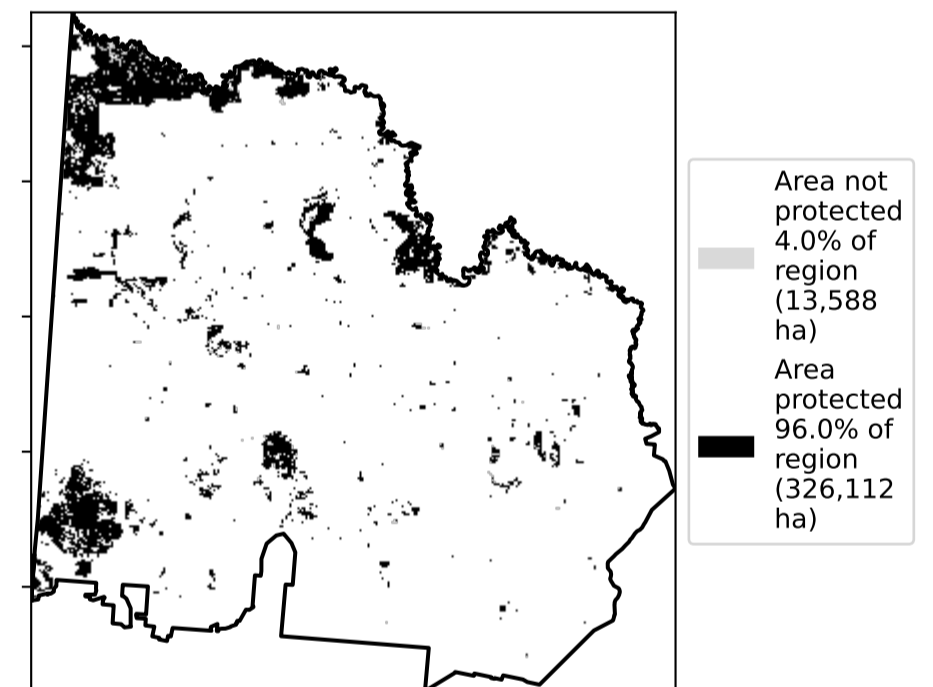 Area not
protected
4.0% of
region
(13,588
ha)
Area
protected
96.0% of
region
(326,112
ha)